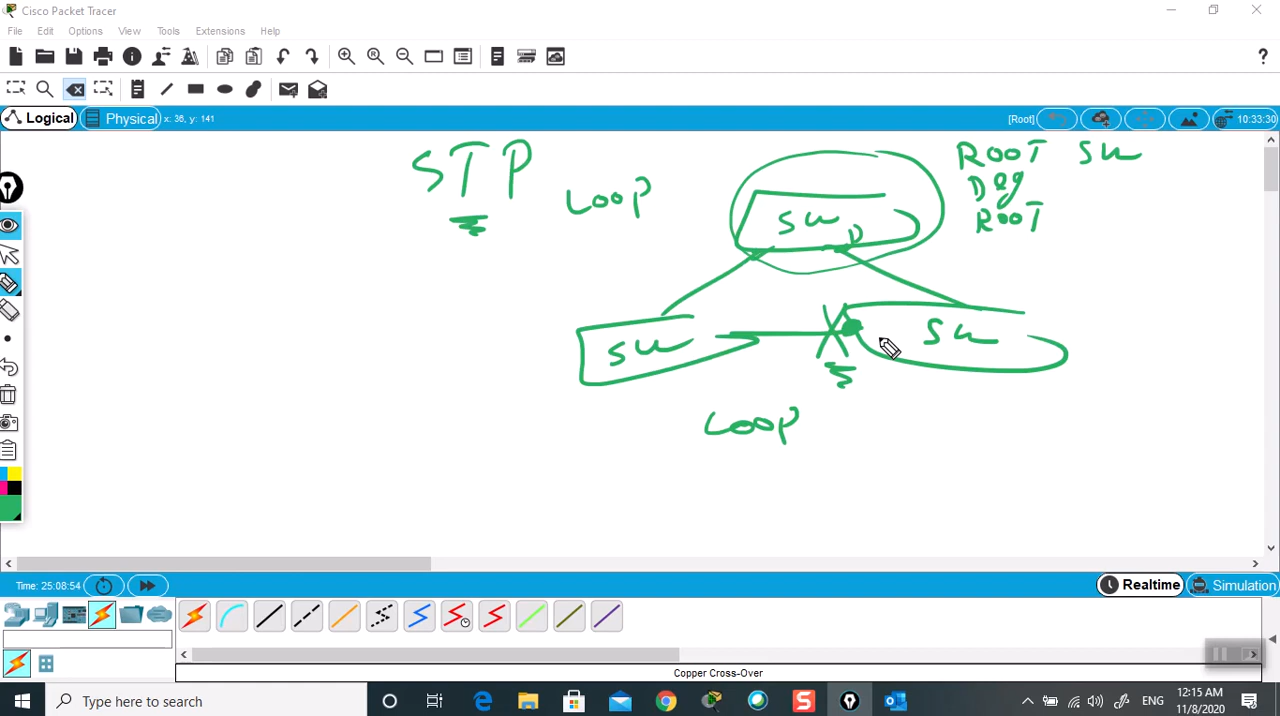 Cisco Packet Tracer
File Edit Options View Tools Extensions Help
Logical Physical x: 36, y: 141 [Root] 10:33:30
STP
LOOP
ROOT SW
Deg
ROOT
SW
D
SW
SW
LOOP
Time: 25:08:54 Realtime Simulation
Copper Cross-Over
Type here to search
ENG
12:15 AM
11/8/2020